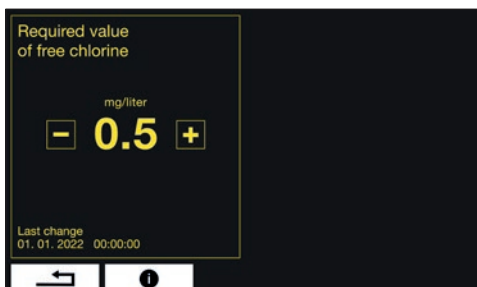 Required value
of free chlorine
mg/liter
− 0.5 +
Last change
01. 01. 2022 00:00:00